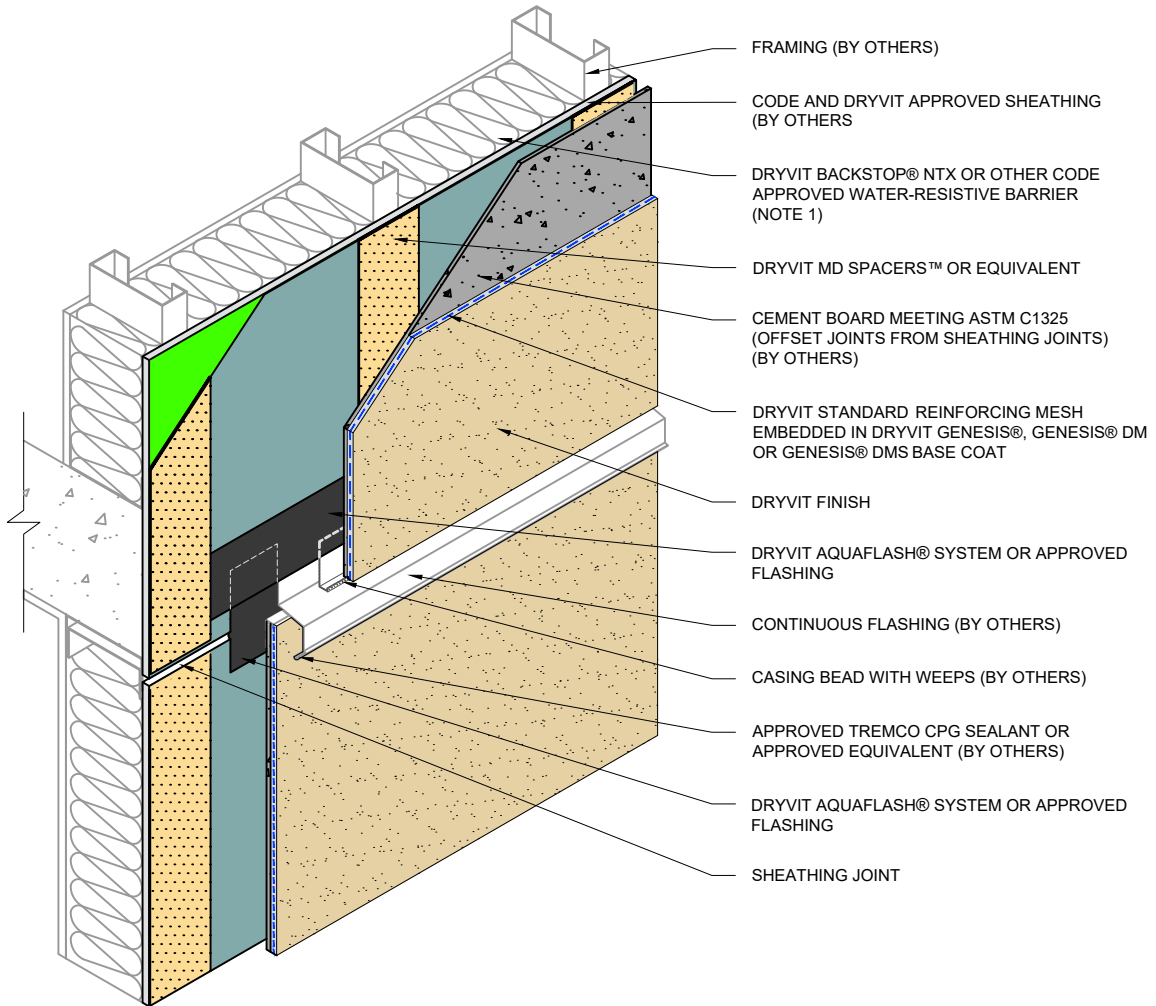 FRAMING (BY OTHERS)
CODE AND DRYVIT APPROVED SHEATHING
(BY OTHERS
DRYVIT BACKSTOP® NTX OR OTHER CODE
APPROVED WATER-RESISTIVE BARRIER
(NOTE 1)
DRYVIT MD SPACERS™ OR EQUIVALENT
CEMENT BOARD MEETING ASTM C1325
(OFFSET JOINTS FROM SHEATHING JOINTS)
(BY OTHERS)
DRYVIT STANDARD REINFORCING MESH
EMBEDDED IN DRYVIT GENESIS®, GENESIS® DM
OR GENESIS® DMS BASE COAT
DRYVIT FINISH
DRYVIT AQUAFLASH® SYSTEM OR APPROVED
FLASHING
CONTINUOUS FLASHING (BY OTHERS)
CASING BEAD WITH WEEPS (BY OTHERS)
APPROVED TREMCO CPG SEALANT OR
APPROVED EQUIVALENT (BY OTHERS)
DRYVIT AQUAFLASH® SYSTEM OR APPROVED
FLASHING
SHEATHING JOINT